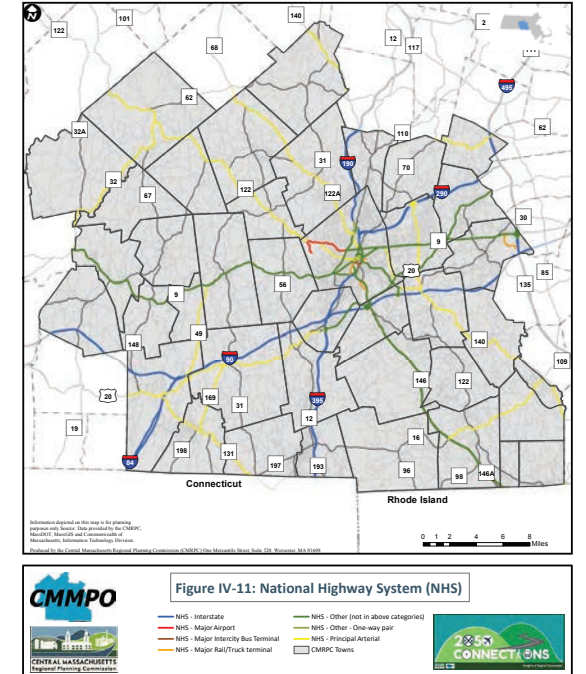 N
122
101
140
68
12
117
2
495
62
62
32A
110
31
190
70
32
67
122
122A
290
30
9
20
85
135
56
9
49
148
140
90
109
20
169
31
395
146
122
12
19
16
84
198
131
197
193
96
98
146A
Connecticut
Rhode Island
Information depicted on this map is for planning
purposes only. Source: Data provided by the CMRPC,
MassDOT, MassGIS and Commonwealth of
Massachusetts, Information Technology Division.
Produced by the Central Massachusetts Regional Planning Commission (CMRPC) One Mercantile Street, Suite 520, Worcester, MA 01608
0 1 2 4 6 8
Miles
CMMPO
Figure IV-11: National Highway System (NHS)
NHS - Interstate
NHS - Major Airport
NHS - Major Intercity Bus Terminal
NHS - Major Rail/Truck terminal
NHS - Other (not in above categories)
NHS - Other - One-way pair
NHS - Principal Arterial
CMRPC Towns
CENTRAL MASSACHUSETTS
Regional Planning Commission
2050
CONNECTIONS